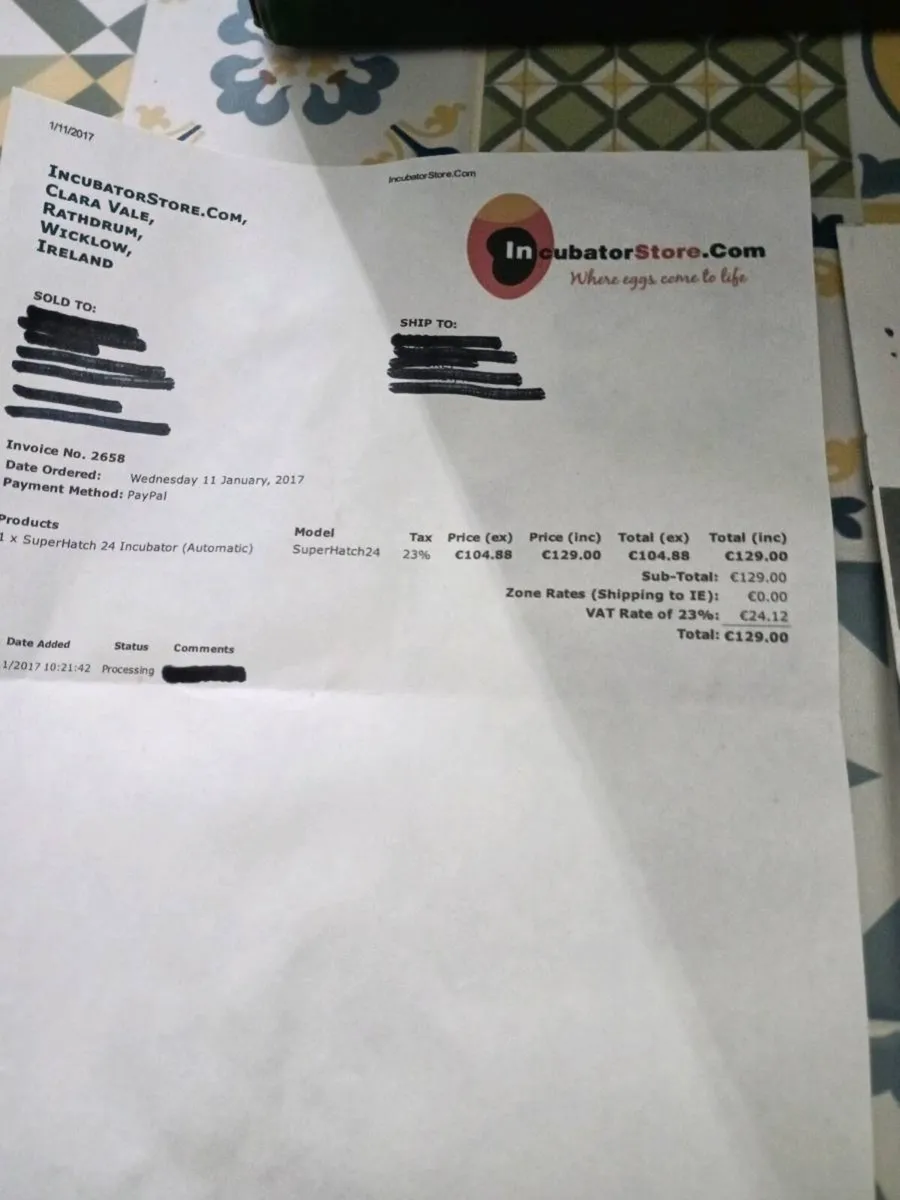 1/11/2017
IncubatorStore.Com
INCUBATORSTORE.COM,
CLARA VALE,
RATHDRUM,
WICKLOW,
IRELAND
IncubatorStore.Com
Where eggs come to life
SOLD TO:
SHIP TO:
Invoice No. 2658
Date Ordered: Wednesday 11 January, 2017
Payment Method: PayPal
Products Model Tax Price (ex) Price (inc) Total (ex) Total (inc)
1 x SuperHatch 24 Incubator (Automatic) SuperHatch24 23% €104.88 €129.00 €104.88 €129.00
Sub-Total: €129.00
Zone Rates (Shipping to IE): €0.00
VAT Rate of 23%: €24.12
Total: €129.00
Date Added Status Comments
1/2017 10:21:42 Processing